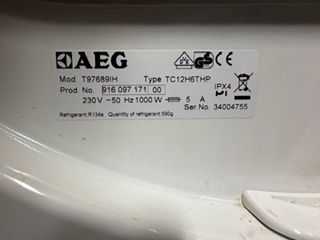 AEG
Mod. T97689IH Type TC12H6THP
Prod. No. 916 097 171 00 IPX4
230 V ~50 Hz 1000 W 5 A
Ser.No. 34004755
Refrigerant:R134a Quantity of refrigerant:590g